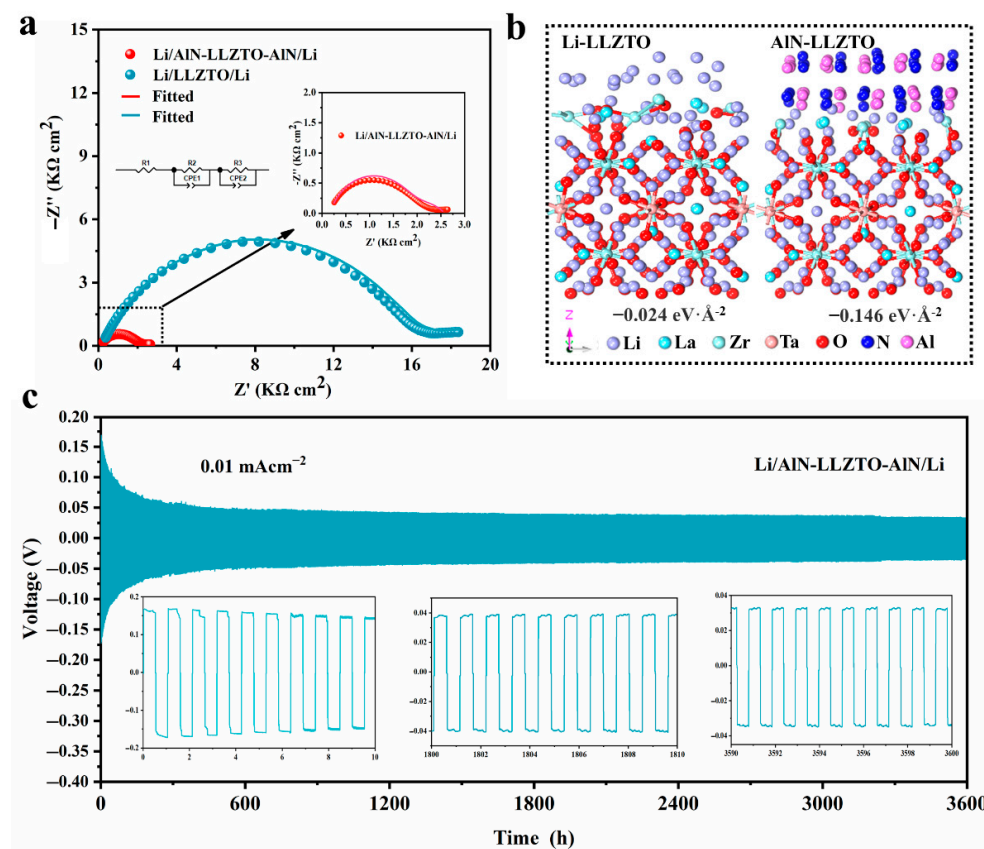 a
−Z'' (KΩ cm²)
−15
−12
−9
−6
−3
0
Li/AlN-LLZTO-AlN/Li
Li/LLZTO/Li
Fitted
Fitted
R1
R2
R3
CPE1
CPE2
−Z'' (KΩ cm²)
−2.0
−1.5
−1.0
−0.5
0.0
Li/AlN-LLZTO-AlN/Li
0.0 0.5 1.0 1.5 2.0 2.5 3.0
Z' (KΩ cm²)
0 4 8 12 16 20
Z' (KΩ cm²)
b
Li-LLZTO
AlN-LLZTO
−0.024 eV·Å⁻²
−0.146 eV·Å⁻²
Z
Li La Zr Ta O N Al
c
Voltage (V)
0.20
0.15
0.10
0.05
0.00
−0.05
−0.10
−0.15
−0.20
−0.25
−0.30
−0.35
−0.40
0.01 mAcm⁻²
Li/AlN-LLZTO-AlN/Li
0.2
0.1
0.0
−0.1
−0.2
0 2 4 6 8 10
0.04
0.02
0.00
−0.02
−0.04
1800 1802 1804 1806 1808 1810
0.04
0.02
0.00
−0.02
−0.04
3590 3592 3594 3596 3598 3600
0 600 1200 1800 2400 3000 3600
Time (h)